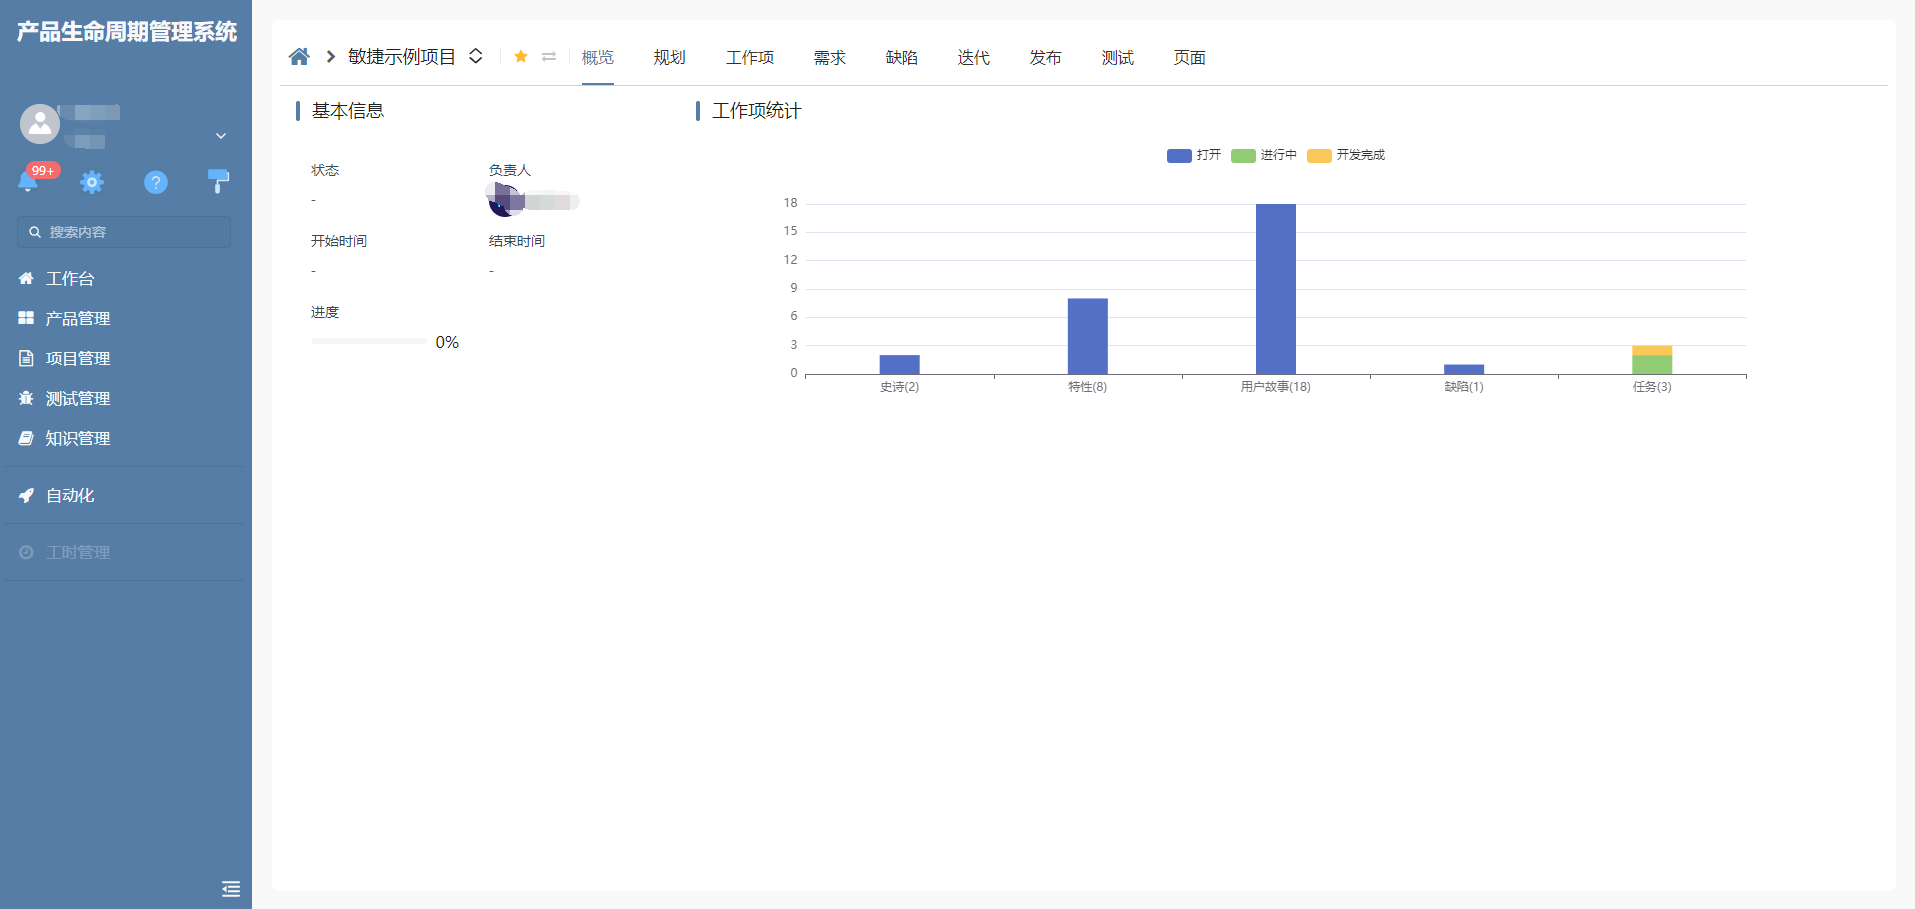 产品生命周期管理系统
99+
搜索内容
工作台
产品管理
项目管理
测试管理
知识管理
自动化
工时管理
敏捷示例项目
概览 规划 工作项 需求 缺陷 迭代 发布 测试 页面
基本信息
状态 负责人
-
开始时间 结束时间
- -
进度
0%
工作项统计
打开 进行中 开发完成
18
15
12
9
6
3
0
史诗(2) 特性(8) 用户故事(18) 缺陷(1) 任务(3)